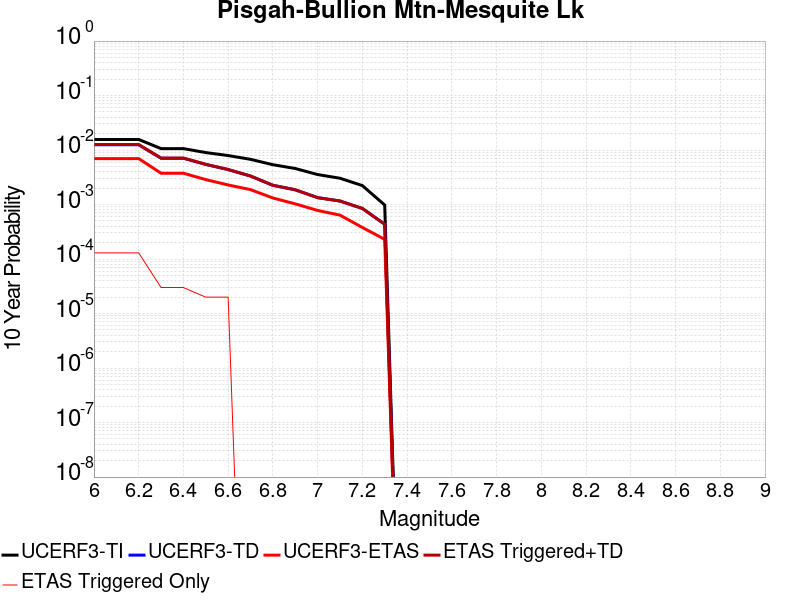 Pisgah-Bullion Mtn-Mesquite Lk
10 0
10 -1
10 -2
10 -3
10 -4
10 -5
10 -6
10 -7
10 -8
10 Year Probability
6 6.2 6.4 6.6 6.8 7 7.2 7.4 7.6 7.8 8 8.2 8.4 8.6 8.8 9
Magnitude
UCERF3-TI UCERF3-TD UCERF3-ETAS ETAS Triggered+TD
ETAS Triggered Only